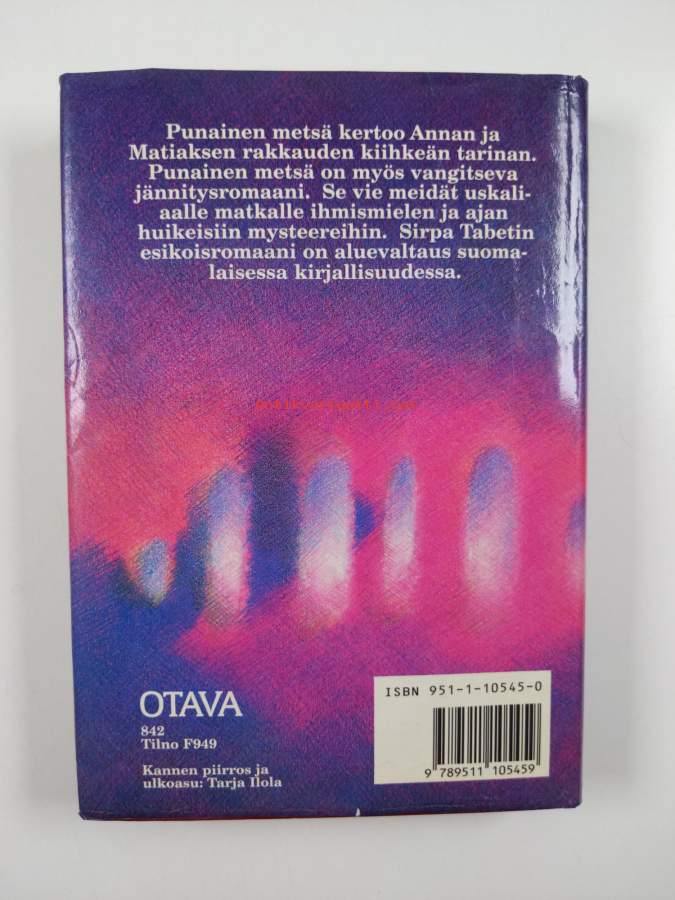 Punainen metsä kertoo Annan ja
Matiaksen rakkauden kiihkeän tarinan.
Punainen metsä on myös vangitseva
jännitysromaani. Se vie meidät uskali-
aalle matkalle ihmismielen ja ajan
huikeisiin mysteereihin. Sirpa Tabetin
esikoisromaani on aluevaltaus suoma-
laisessa kirjallisuudessa.
ISBN 951-1-10545-0
OTAVA
842
Tilno F949
Kannen piirros ja
ulkoasu: Tarja Ilola
9 789511 105459